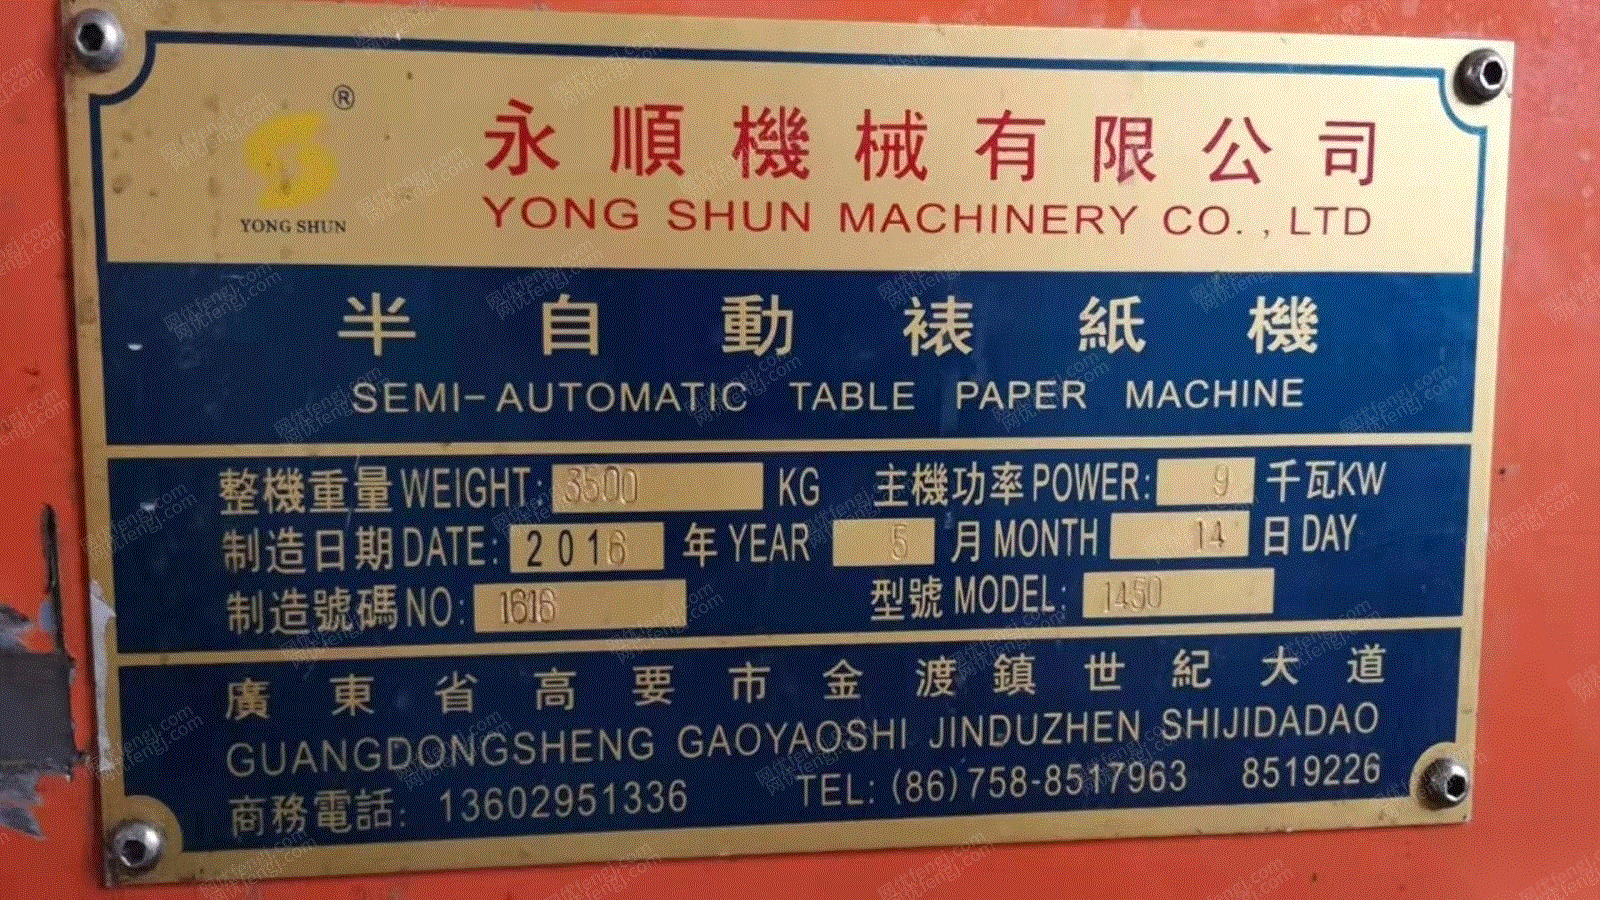 ®
永順機械有限公司
YONG SHUN
YONG SHUN MACHINERY CO., LTD
半自動裱紙機
SEMI-AUTOMATIC TABLE PAPER MACHINE
整機重量WEIGHT: 3500 KG 主機功率POWER: 9 千瓦KW
制造日期DATE: 2016 年YEAR 5 月MONTH 14 日DAY
制造號碼NO: 1616 型號MODEL: 1450
廣東省高要市金渡鎮世紀大道
GUANGDONGSHENG GAOYAOSHI JINDUZHEN SHIJIDADAO
商務電話: 13602951336 TEL: (86)758-8517963 8519226